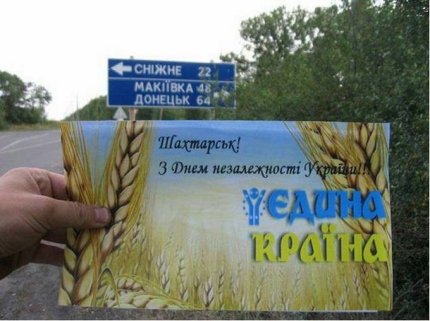 СНІЖНЕ 22
МАКІЇВКА 48
ДОНЕЦЬК 64
Шахтарськ!
З Днем незалежності України!!!
ЄДИНА
КРАЇНА